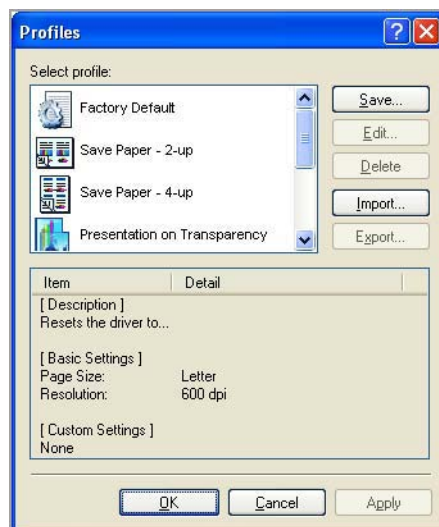 Profiles
Select profile:
Factory Default
Save Paper - 2-up
Save Paper - 4-up
Presentation on Transparency
Save...
Edit...
Delete
Import...
Export...
Item Detail
[ Description ]
Resets the driver to...
[ Basic Settings ]
Page Size: Letter
Resolution: 600 dpi
[ Custom Settings ]
None
OK Cancel Apply